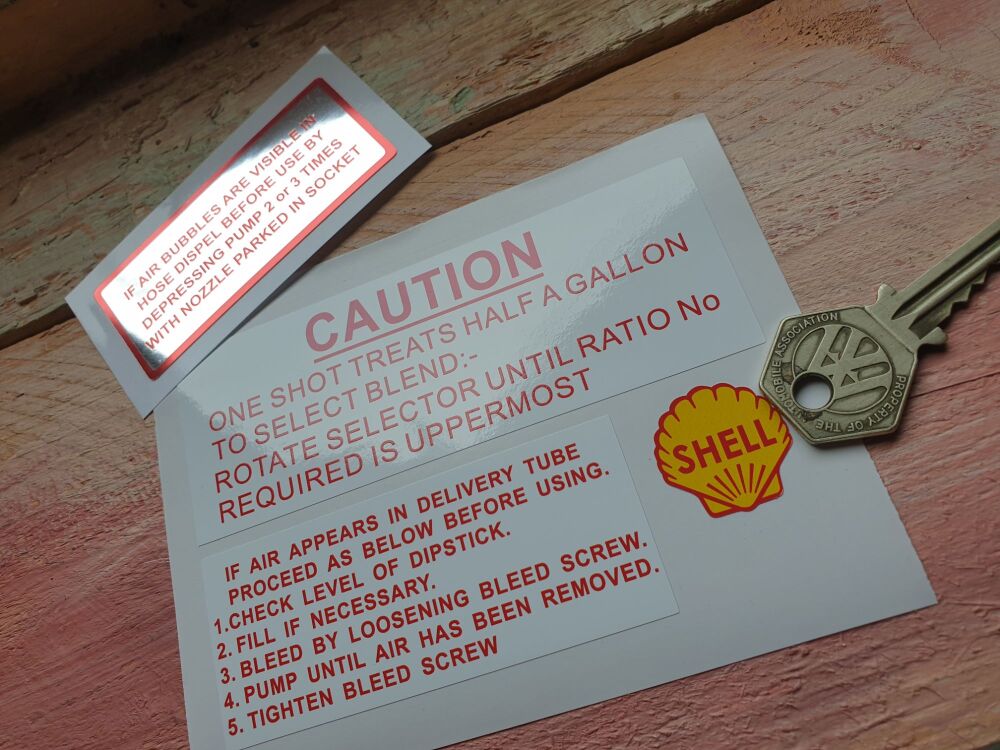 IF AIR BUBBLES ARE VISIBLE IN
HOSE DISPEL BEFORE USE BY
DEPRESSING PUMP 2 or 3 TIMES
WITH NOZZLE PARKED IN SOCKET
CAUTION
ONE SHOT TREATS HALF A GALLON
TO SELECT BLEND:-
ROTATE SELECTOR UNTIL RATIO No
REQUIRED IS UPPERMOST
IF AIR APPEARS IN DELIVERY TUBE
PROCEED AS BELOW BEFORE USING.
1.CHECK LEVEL OF DIPSTICK.
2. FILL IF NECESSARY.
3. BLEED BY LOOSENING BLEED SCREW.
4. PUMP UNTIL AIR HAS BEEN REMOVED.
5. TIGHTEN BLEED SCREW
SHELL
PROPERTY OF THE AUTOMOBILE ASSOCIATION
AA